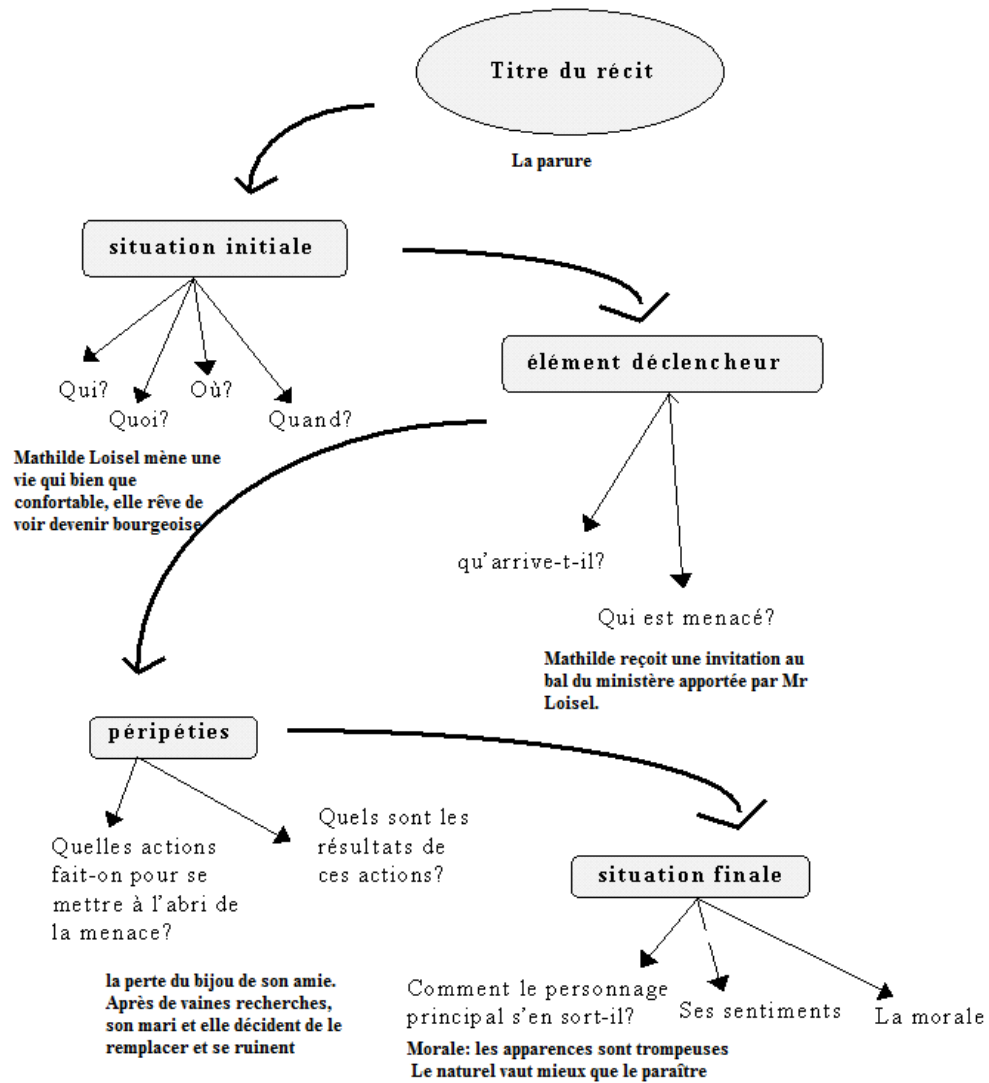 Titre du récit
La parure
situation initiale
Qui?
Quoi?
Où?
Quand?
Mathilde Loisel mène une
vie qui bien que
confortable, elle rêve de
voir devenir bourgeoise
élément déclencheur
qu'arrive-t-il?
Qui est menacé?
Mathilde reçoit une invitation au
bal du ministère apportée par Mr
Loisel.
péripéties
Quelles actions
fait-on pour se
mettre à l'abri de
la menace?
Quels sont les
résultats de
ces actions?
la perte du bijou de son amie.
Après de vaines recherches,
son mari et elle décident de le
remplacer et se ruinent
situation finale
Comment le personnage
principal s'en sort-il?
Ses sentiments
La morale
Morale: les apparences sont trompeuses
Le naturel vaut mieux que le paraître